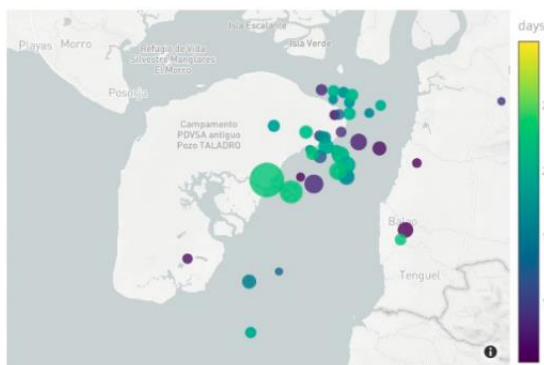 Isla Escalante
days
Playas
Morro
Isla Verde
Refugio de Vida
Silvestre Manglares
El Morro
Posorja
Campamento
PDVSA antiguo
Pozo TALADRO
Balao
Tenguel